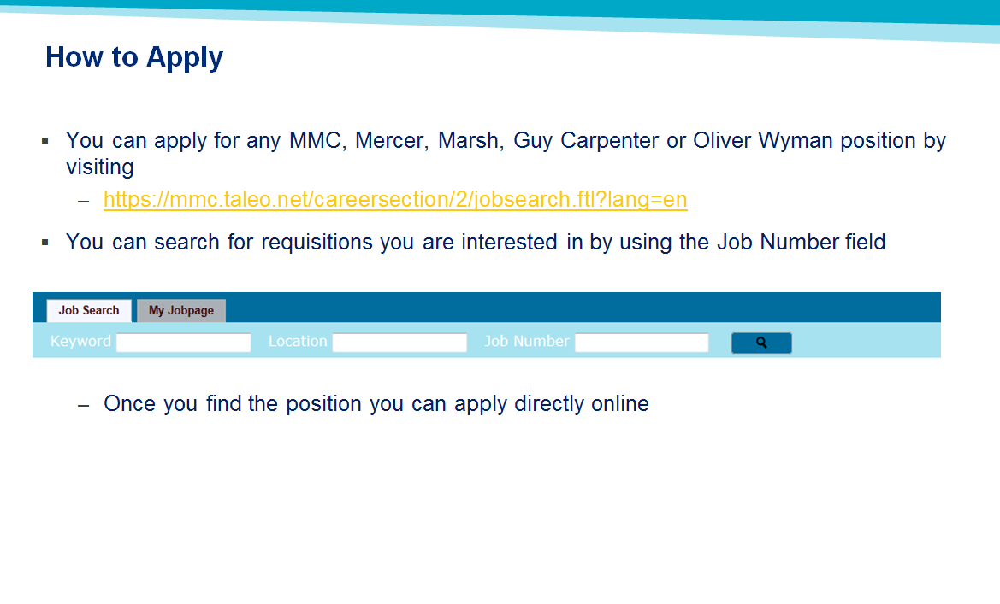 How to Apply
▪ You can apply for any MMC, Mercer, Marsh, Guy Carpenter or Oliver Wyman position by
visiting
– https://mmc.taleo.net/careersection/2/jobsearch.ftl?lang=en
▪ You can search for requisitions you are interested in by using the Job Number field
Job Search My Jobpage
Keyword Location Job Number
– Once you find the position you can apply directly online